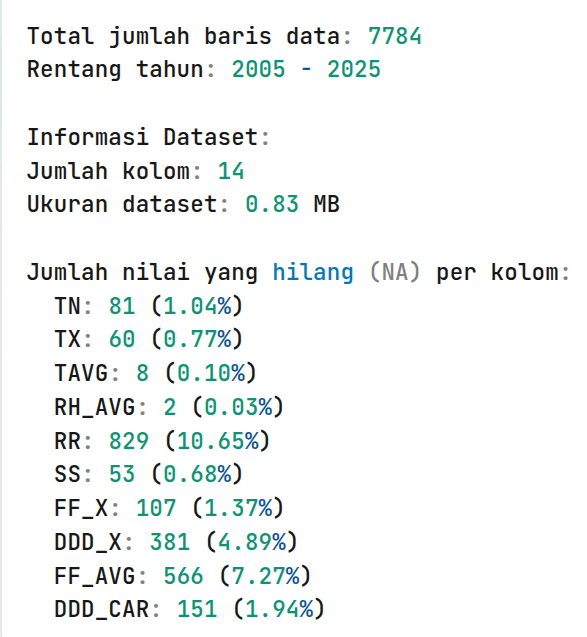 Total jumlah baris data: 7784
Rentang tahun: 2005 - 2025
Informasi Dataset:
Jumlah kolom: 14
Ukuran dataset: 0.83 MB
Jumlah nilai yang hilang (NA) per kolom:
TN: 81 (1.04%)
TX: 60 (0.77%)
TAVG: 8 (0.10%)
RH_AVG: 2 (0.03%)
RR: 829 (10.65%)
SS: 53 (0.68%)
FF_X: 107 (1.37%)
DDD_X: 381 (4.89%)
FF_AVG: 566 (7.27%)
DDD_CAR: 151 (1.94%)